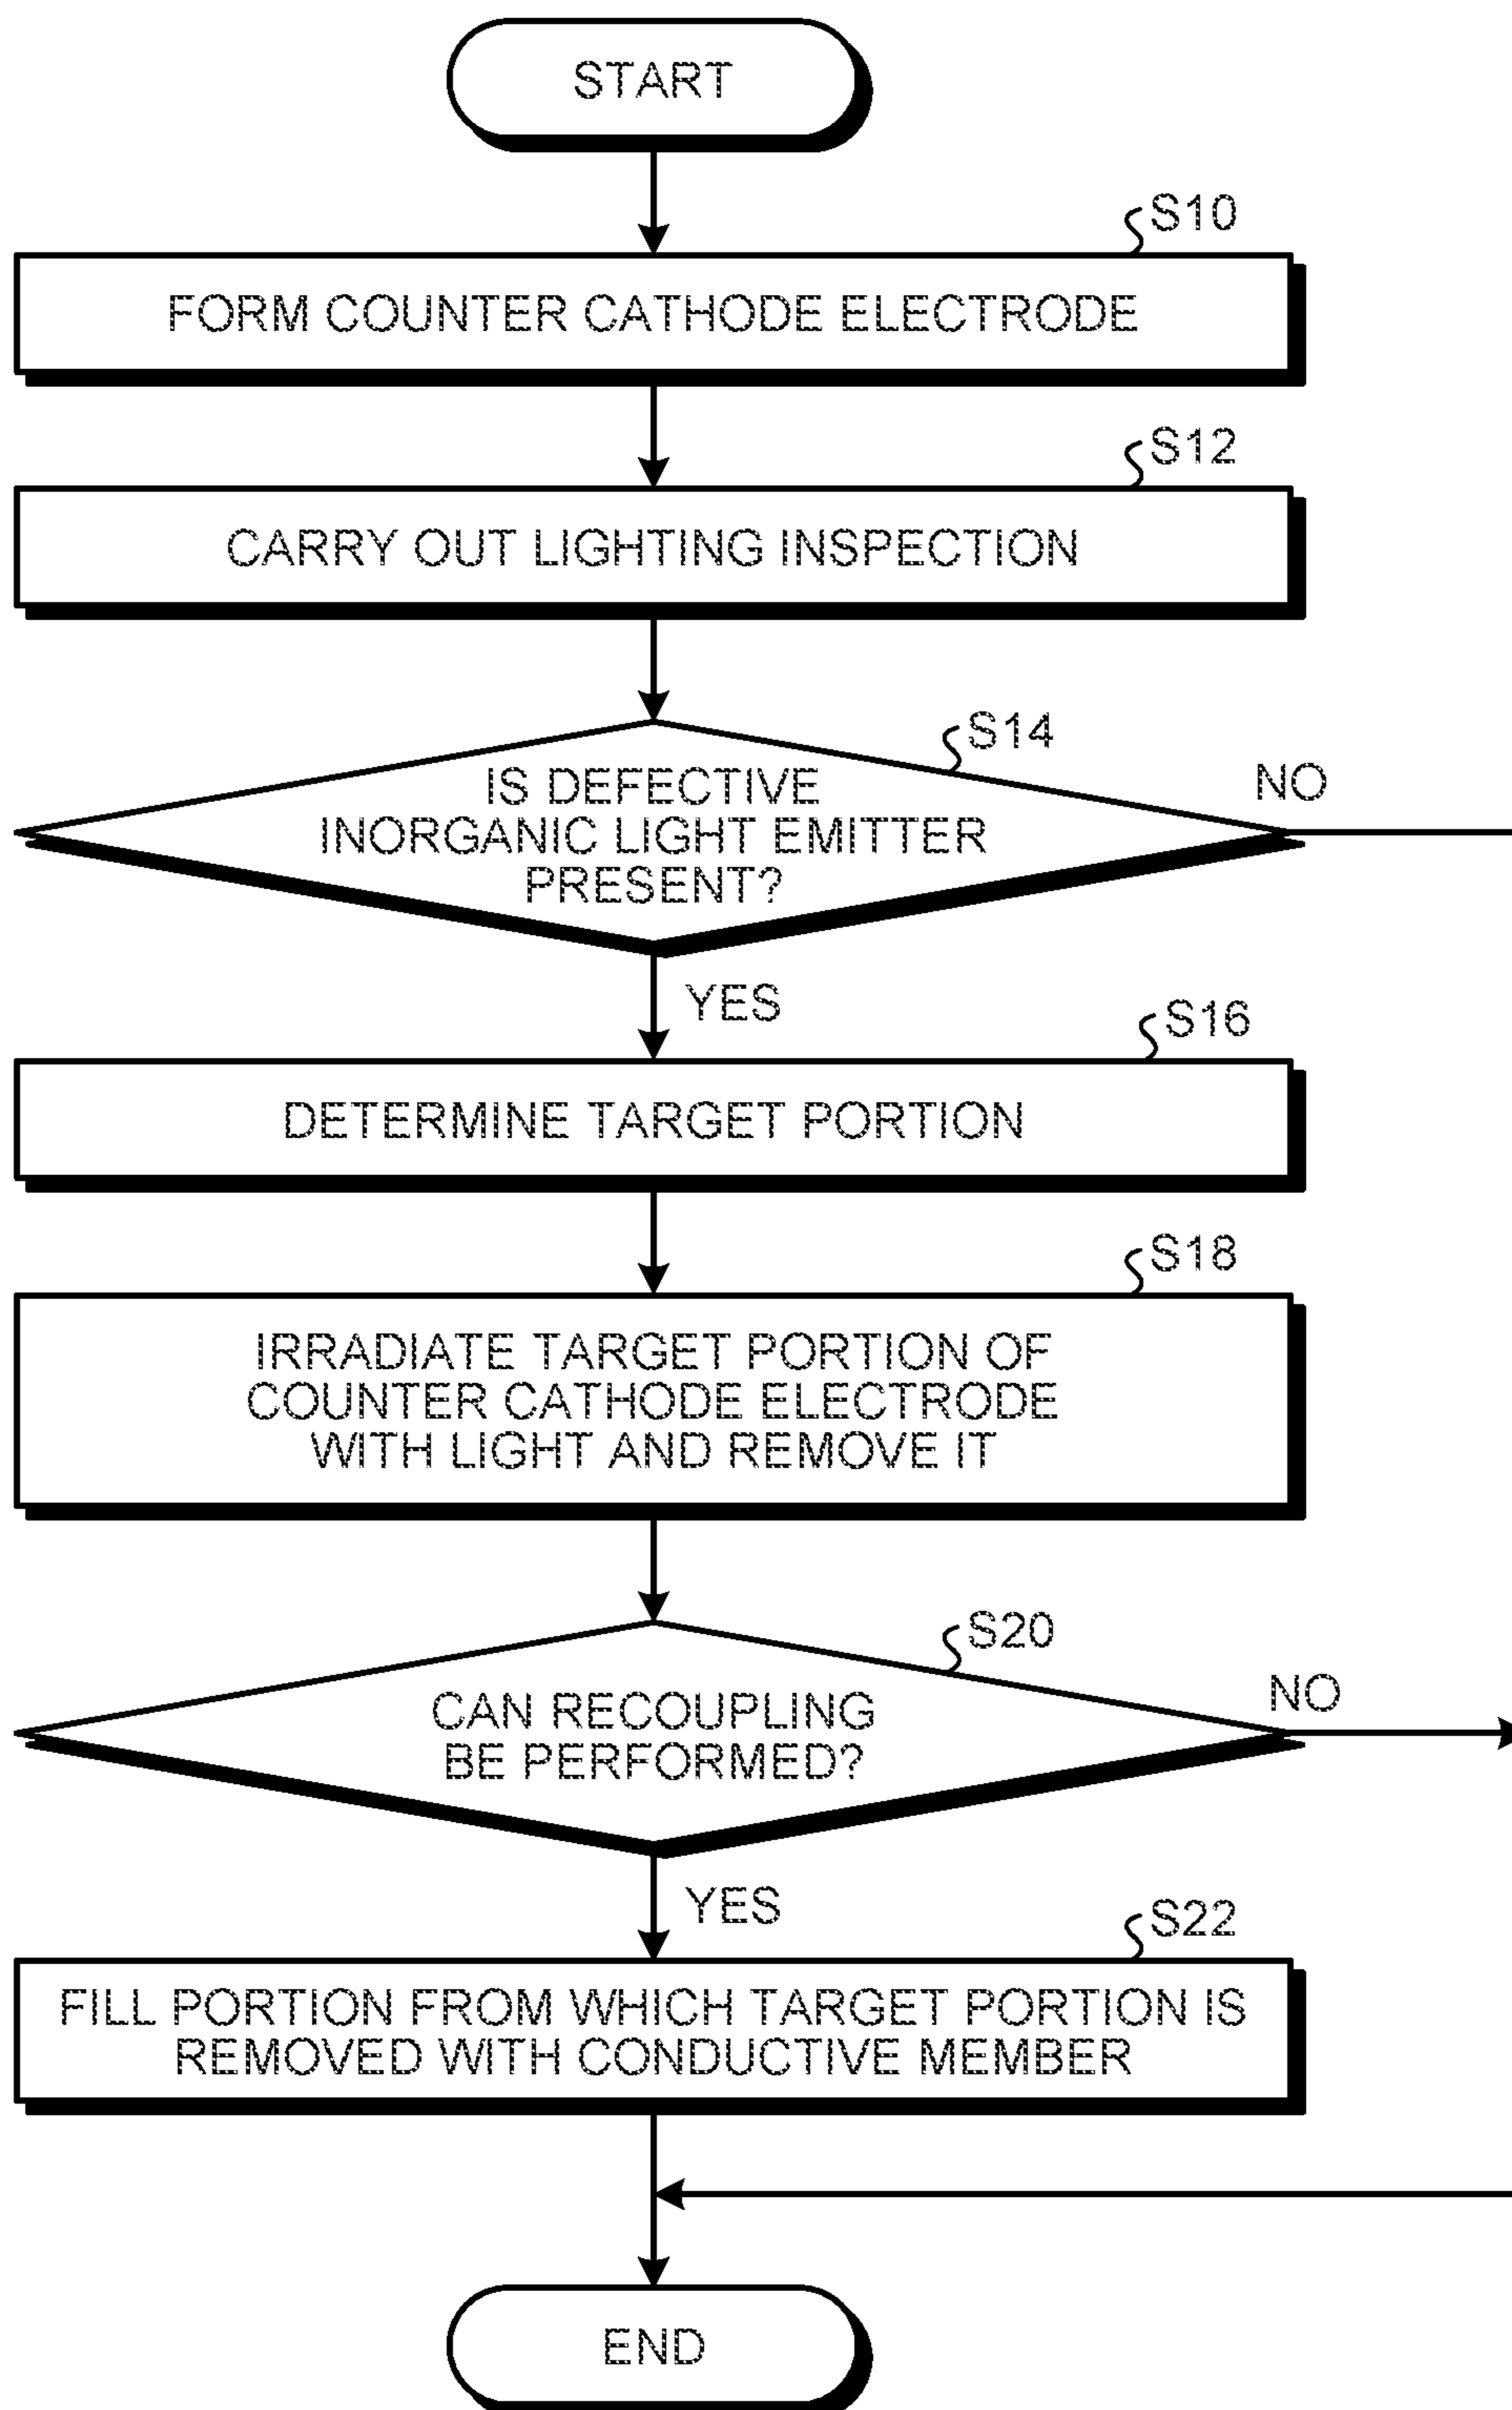 START
S10
FORM COUNTER CATHODE ELECTRODE
S12
CARRY OUT LIGHTING INSPECTION
S14
IS DEFECTIVE
INORGANIC LIGHT EMITTER
PRESENT?
NO
YES
S16
DETERMINE TARGET PORTION
S18
IRRADIATE TARGET PORTION OF
COUNTER CATHODE ELECTRODE
WITH LIGHT AND REMOVE IT
S20
CAN RECOUPLING
BE PERFORMED?
NO
YES
S22
FILL PORTION FROM WHICH TARGET PORTION IS
REMOVED WITH CONDUCTIVE MEMBER
END